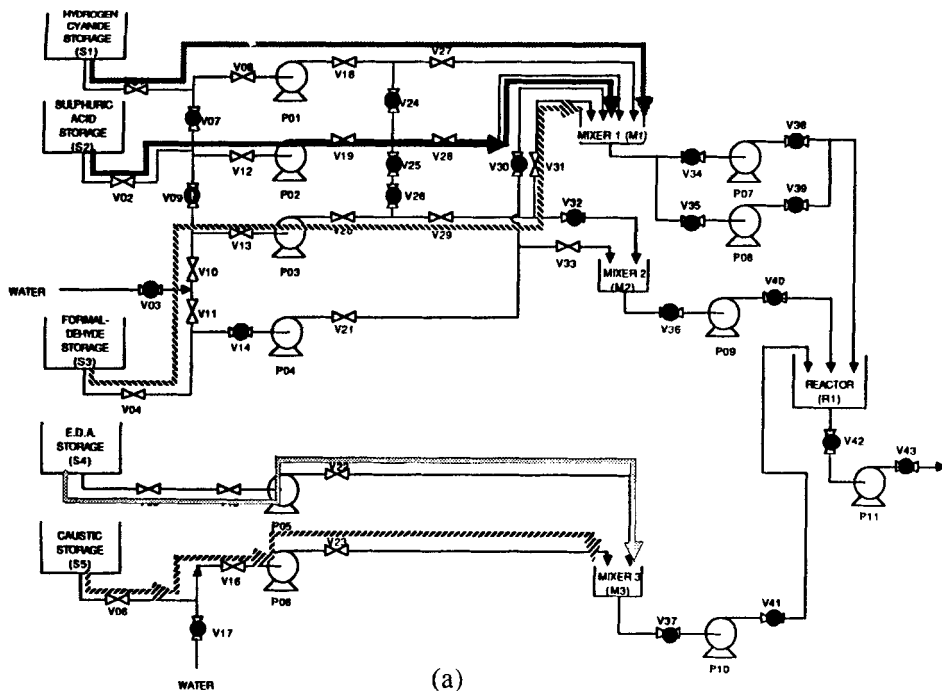 HYDROGEN
CYANIDE
STORAGE
(S1)
V27
V18
P01
V24
V07
SULPHURIC
ACID
STORAGE
(S2)
V02
V12
V19
V28
P02
V25
V26
V09
V30
V31
MIXER 1 (M1)
V34
V38
P07
V35
V39
P08
V13
P03
V29
V32
V33
MIXER 2
(M2)
V10
WATER
V03
V11
FORMAL-
DEHYDE
STORAGE
(S3)
V04
V14
V21
P04
V36
V40
P09
REACTOR
(R1)
V42
V43
P11
E.D.A.
STORAGE
(S4)
P05
CAUSTIC
STORAGE
(S5)
V16
V23
P06
V17
MIXER 3
(M3)
V37
V41
P10
WATER
(a)